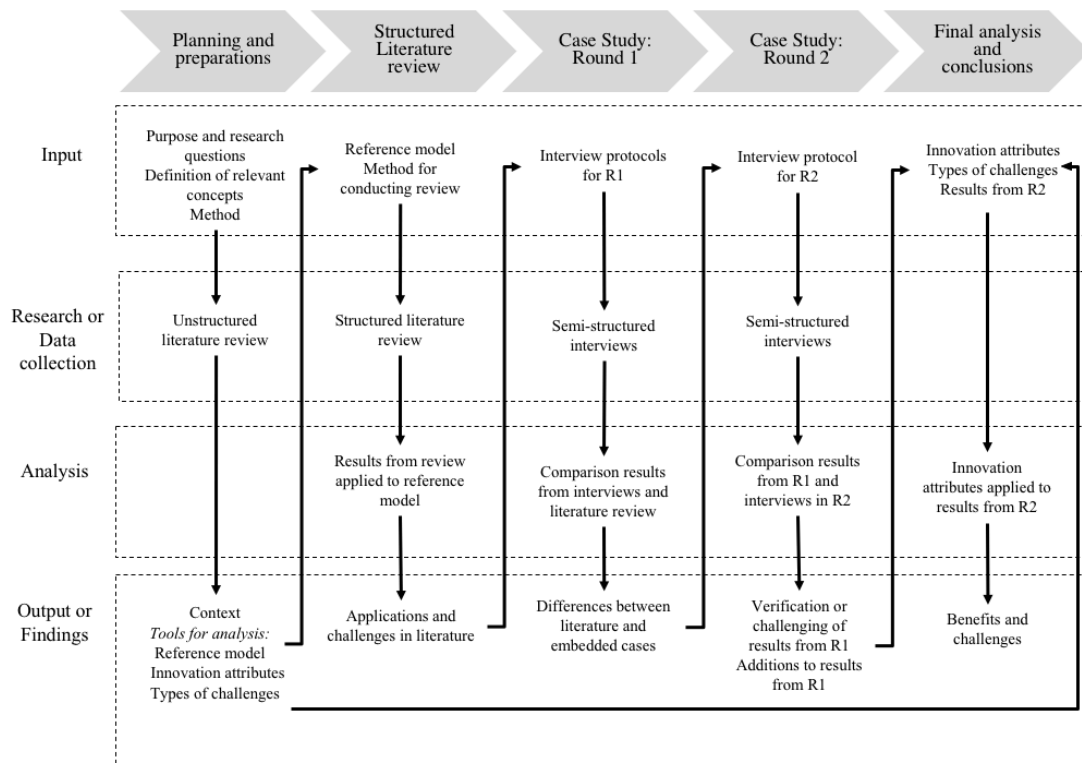 Planning and
preparations
Structured
Literature
review
Case Study:
Round 1
Case Study:
Round 2
Final analysis
and
conclusions
Input
Purpose and research
questions
Definition of relevant
concepts
Method
Reference model
Method for
conducting review
Interview protocols
for R1
Interview protocol
for R2
Innovation attributes
Types of challenges
Results from R2
Research or
Data
collection
Unstructured
literature review
Structured literature
review
Semi-structured
interviews
Semi-structured
interviews
Analysis
Results from review
applied to reference
model
Comparison results
from interviews and
literature review
Comparison results
from R1 and
interviews in R2
Innovation
attributes applied to
results from R2
Output or
Findings
Context
Tools for analysis:
Reference model
Innovation attributes
Types of challenges
Applications and
challenges in literature
Differences between
literature and
embedded cases
Verification or
challenging of
results from R1
Additions to results
from R1
Benefits and
challenges